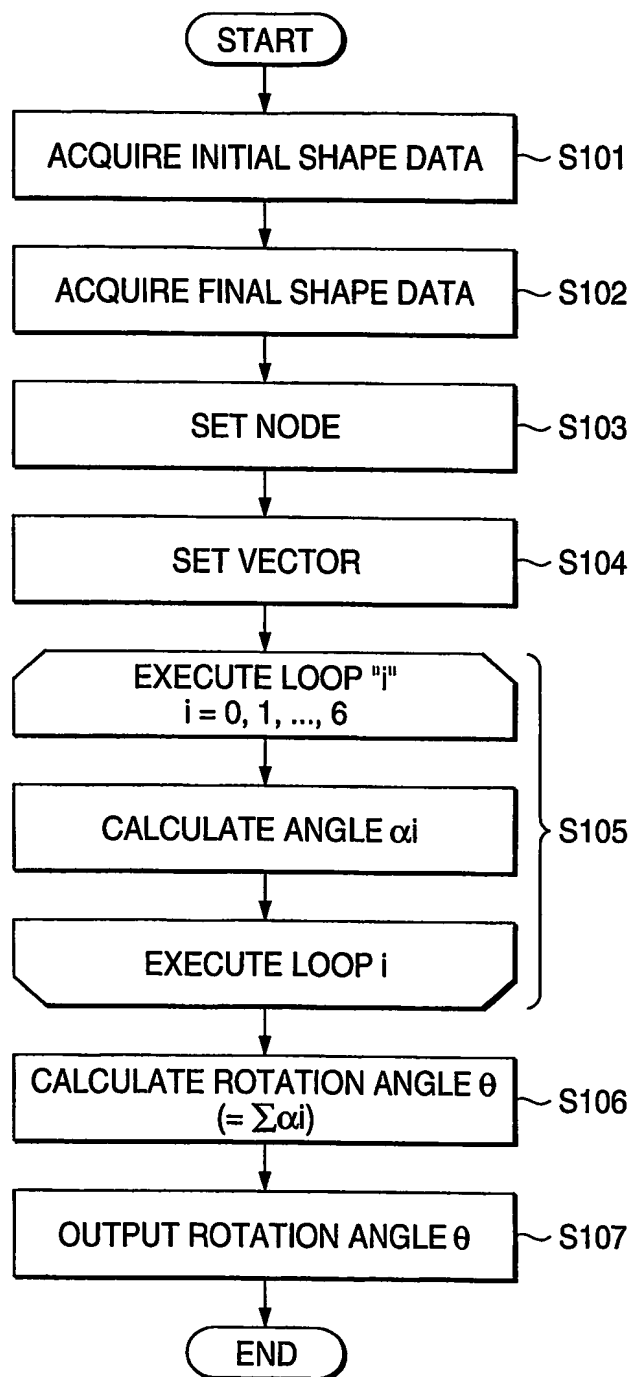 START
ACQUIRE INITIAL SHAPE DATA
S101
ACQUIRE FINAL SHAPE DATA
S102
SET NODE
S103
SET VECTOR
S104
EXECUTE LOOP "i"
i = 0, 1, ..., 6
CALCULATE ANGLE αi
S105
EXECUTE LOOP i
CALCULATE ROTATION ANGLE θ
(= Σαi)
S106
OUTPUT ROTATION ANGLE θ
S107
END